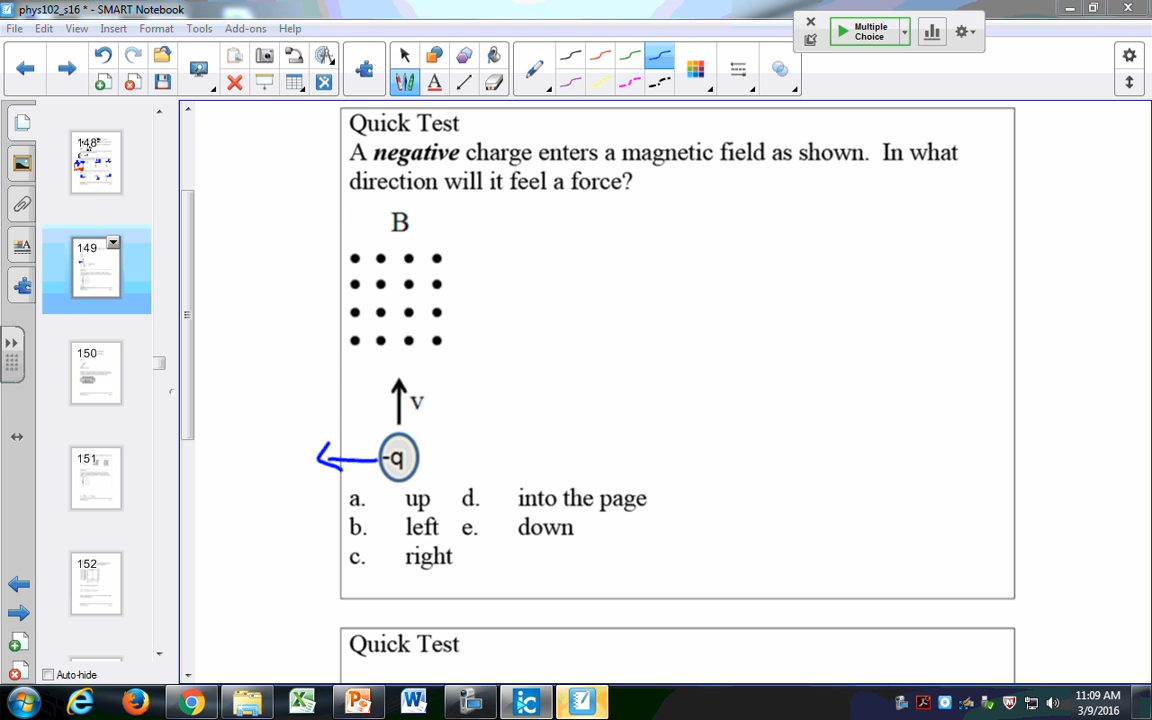 phys102_s16 * - SMART Notebook
File Edit View Insert Format Tools Add-ons Help
Multiple
Choice
148
149
150
151
152
Auto-hide
Quick Test
A negative charge enters a magnetic field as shown. In what
direction will it feel a force?
B
v
-q
a. up d. into the page
b. left e. down
c. right
Quick Test
11:09 AM
3/9/2016